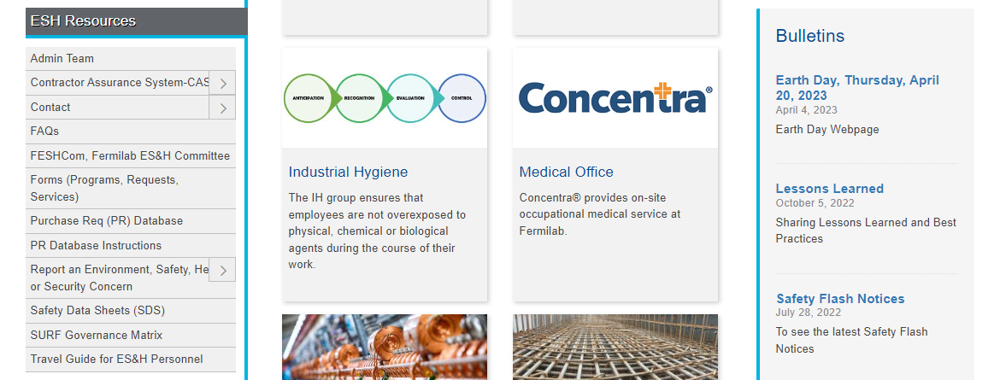 ESH Resources
Admin Team
Contractor Assurance System-CAS
Contact
FAQs
FESHCom, Fermilab ES&H Committee
Forms (Programs, Requests,
Services)
Purchase Req (PR) Database
PR Database Instructions
Report an Environment, Safety, He
or Security Concern
Safety Data Sheets (SDS)
SURF Governance Matrix
Travel Guide for ES&H Personnel
ANTICIPATION RECOGNITION EVALUATION CONTROL
Industrial Hygiene
The IH group ensures that
employees are not overexposed to
physical, chemical or biological
agents during the course of their
work.
Concentra®
Medical Office
Concentra® provides on-site
occupational medical service at
Fermilab.
Bulletins
Earth Day, Thursday, April
20, 2023
April 4, 2023
Earth Day Webpage
Lessons Learned
October 5, 2022
Sharing Lessons Learned and Best
Practices
Safety Flash Notices
July 28, 2022
To see the latest Safety Flash
Notices